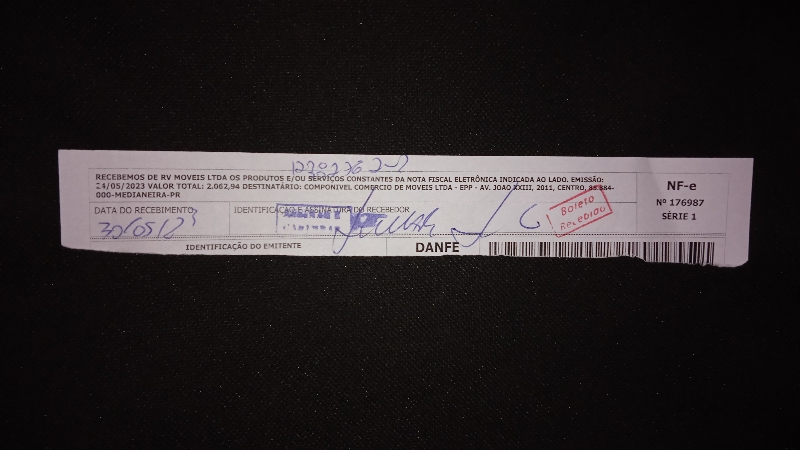 RECEBEMOS DE RV MOVEIS LTDA OS PRODUTOS E/OU SERVIÇOS CONSTANTES DA NOTA FISCAL ELETRÔNICA INDICADA AO LADO. EMISSÃO:
24/05/2023 VALOR TOTAL: 2.062,94 DESTINATÁRIO: COMPONIVEL COMERCIO DE MOVEIS LTDA - EPP - AV. JOAO XXIII, 2011, CENTRO, 85.884-
000-MEDIANEIRA-PR
NF-e
Nº 176987
SÉRIE 1
DATA DO RECEBIMENTO
30/05/23
IDENTIFICAÇÃO E ASSINATURA DO RECEBEDOR
Boleto
Recebido
IDENTIFICAÇÃO DO EMITENTE
DANFE